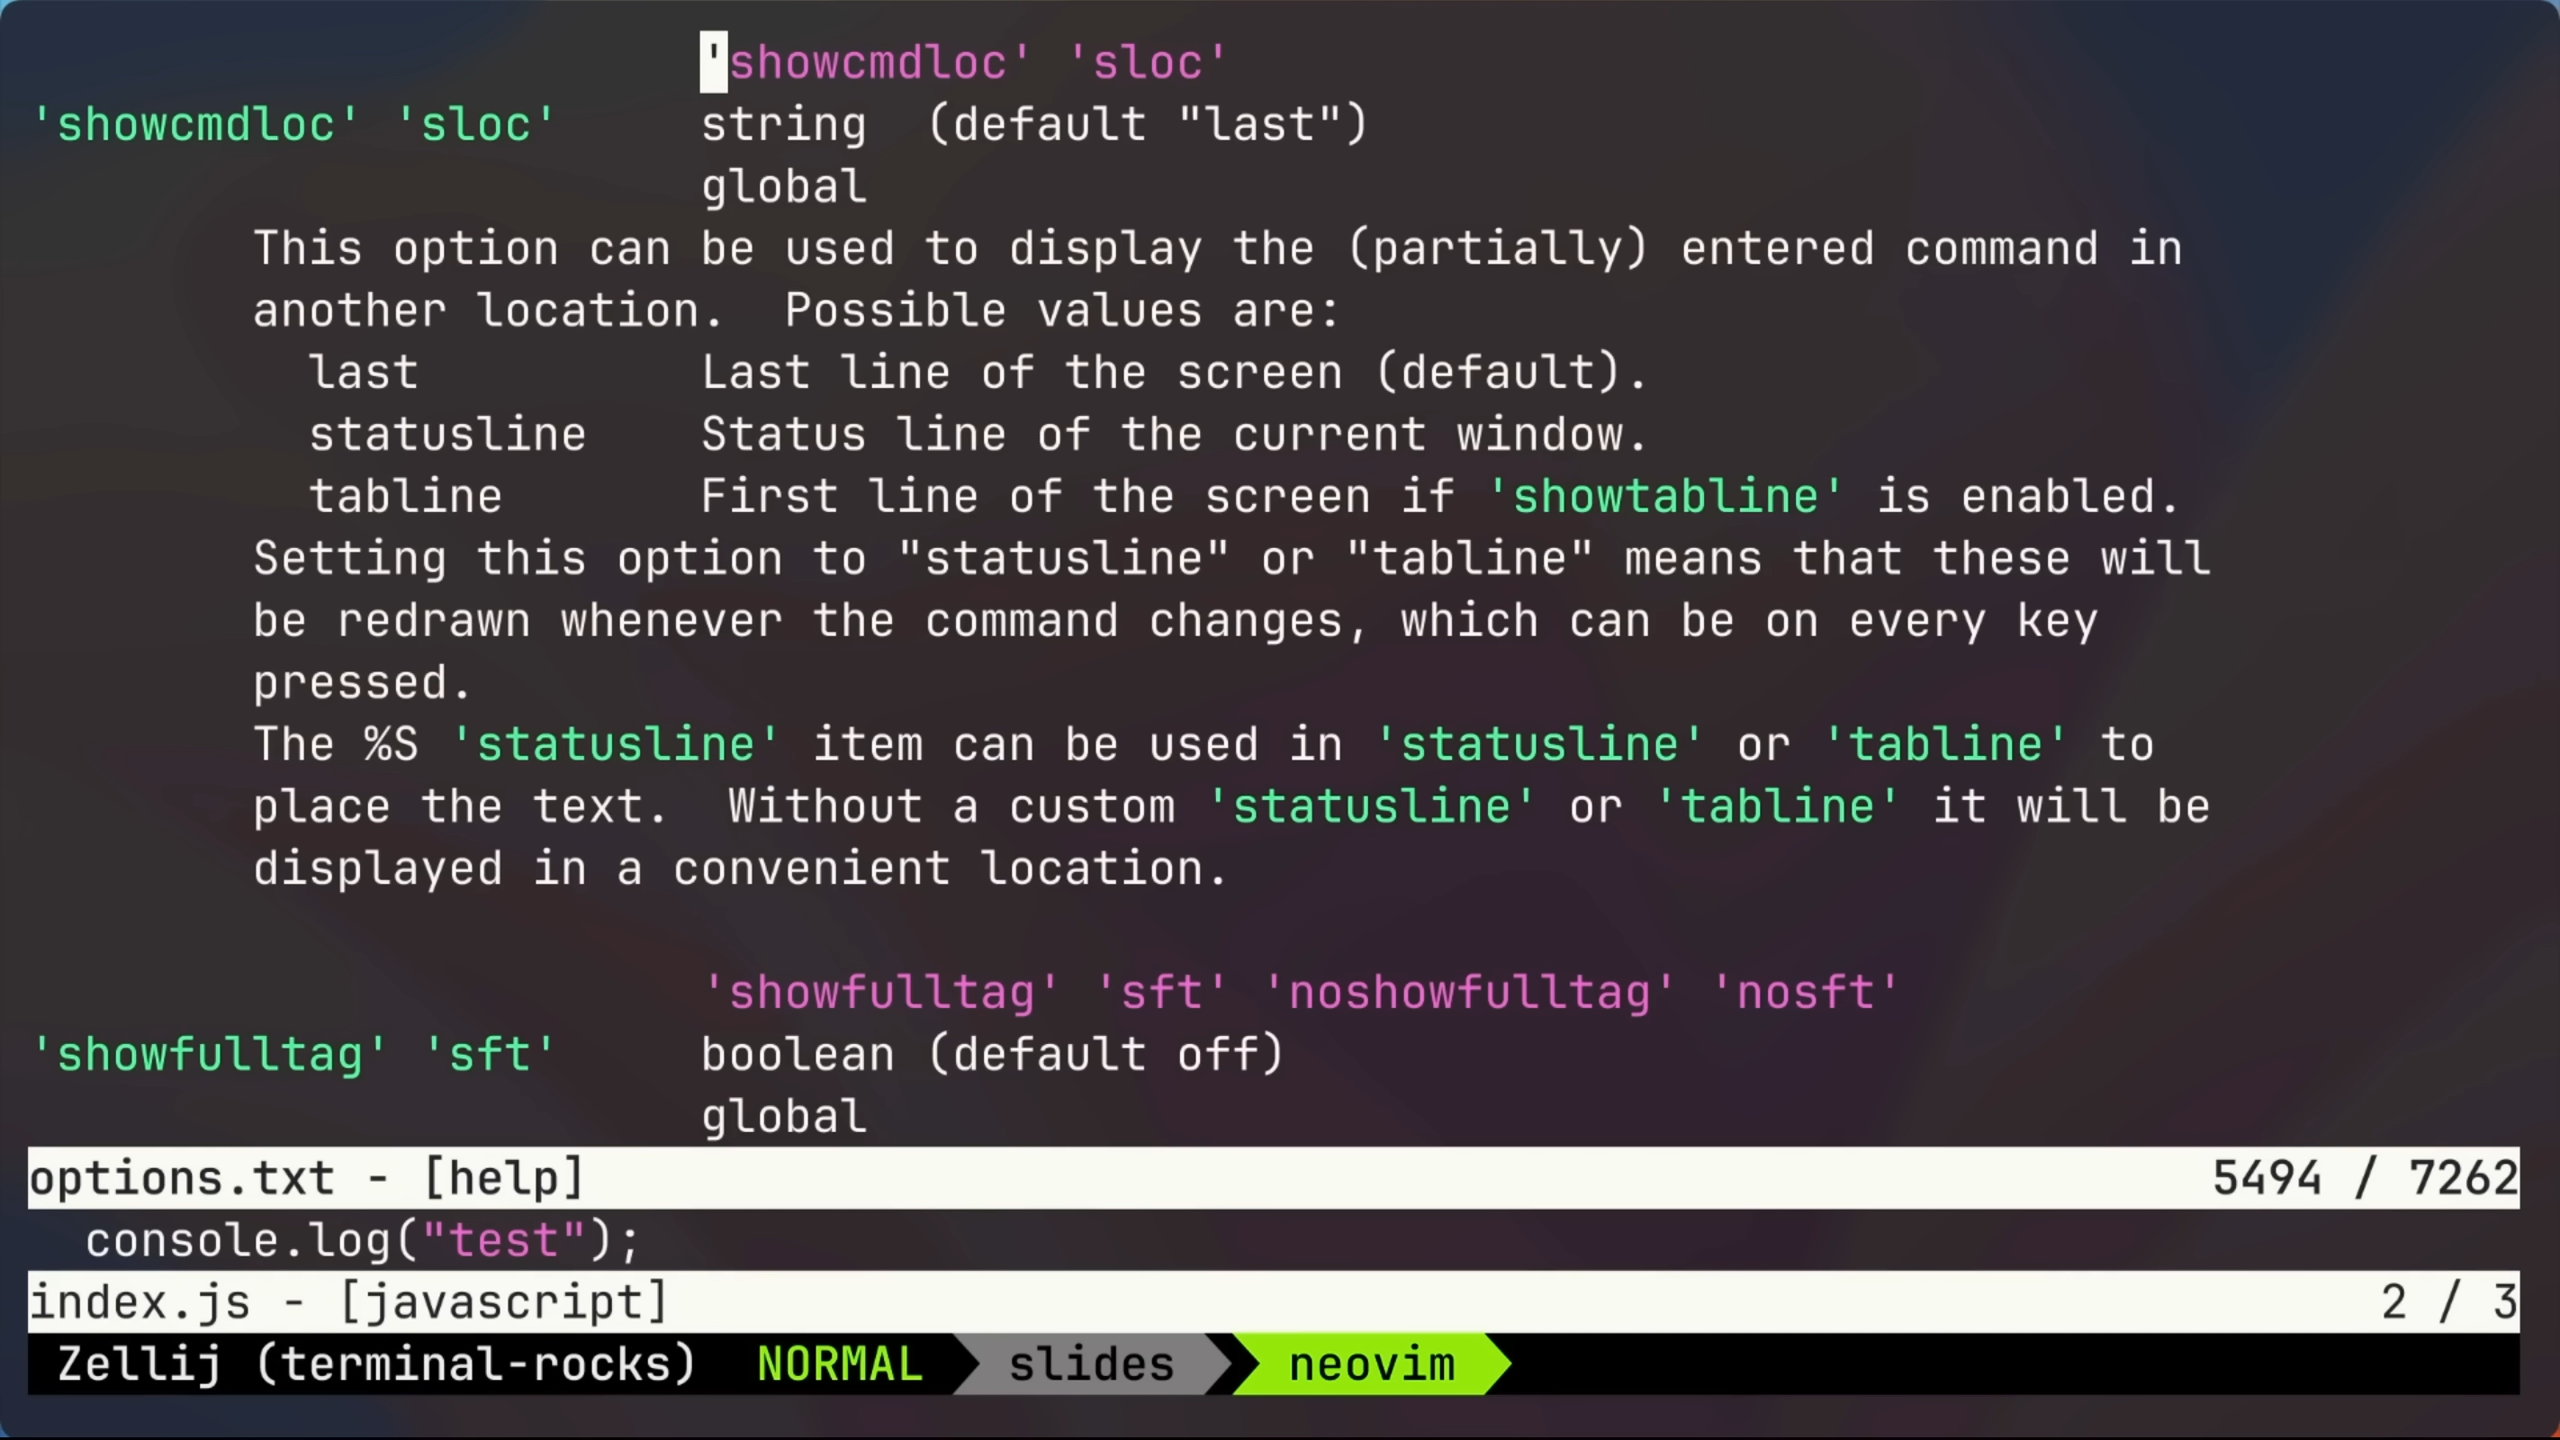 'showcmdloc' 'sloc'
'showcmdloc' 'sloc' string (default "last")
global
This option can be used to display the (partially) entered command in
another location. Possible values are:
last Last line of the screen (default).
statusline Status line of the current window.
tabline First line of the screen if 'showtabline' is enabled.
Setting this option to "statusline" or "tabline" means that these will
be redrawn whenever the command changes, which can be on every key
pressed.
The %S 'statusline' item can be used in 'statusline' or 'tabline' to
place the text. Without a custom 'statusline' or 'tabline' it will be
displayed in a convenient location.
'showfulltag' 'sft' 'noshowfulltag' 'nosft'
'showfulltag' 'sft' boolean (default off)
global
options.txt - [help] 5494 / 7262
console.log("test");
index.js - [javascript] 2 / 3
Zellij (terminal-rocks) NORMAL slides neovim